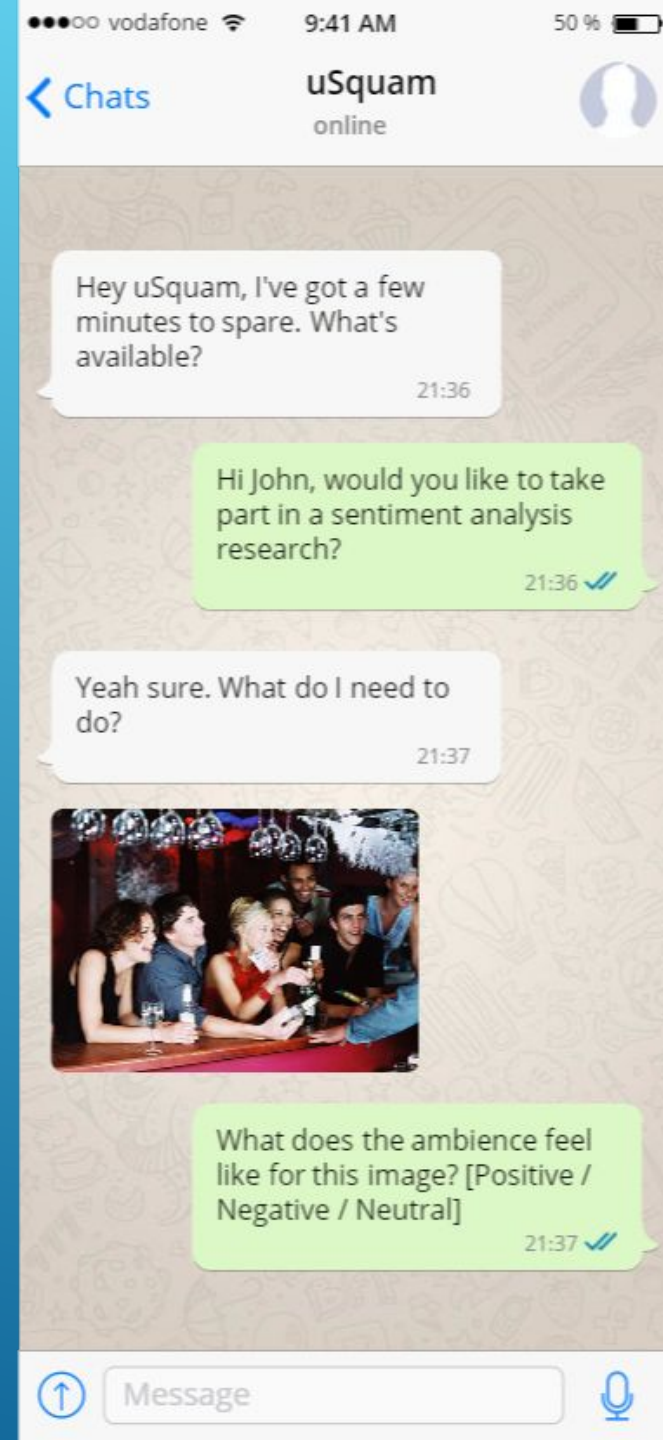 vodafone 9:41 AM 50 %
Chats uSquam
online
Hey uSquam, I've got a few
minutes to spare. What's
available?
21:36
Hi John, would you like to take
part in a sentiment analysis
research?
21:36
Yeah sure. What do I need to
do?
21:37
What does the ambience feel
like for this image? [Positive /
Negative / Neutral]
21:37
Message